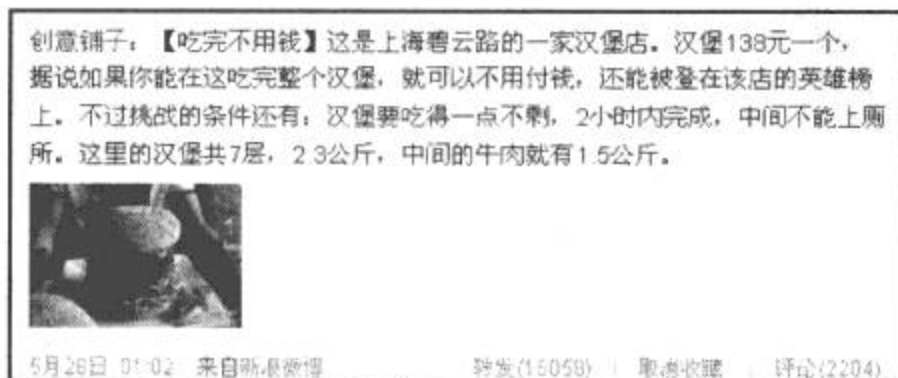 创意铺子：【吃完不用钱】这是上海碧云路的一家汉堡店。汉堡138元一个，
据说如果你能在这吃完整个汉堡，就可以不用付钱，还能被登在该店的英雄榜
上。不过挑战的条件还有：汉堡要吃得一点不剩，2小时内完成，中间不能上厕
所。这里的汉堡共7层，2.3公斤，中间的牛肉就有1.5公斤。
5月28日 01:02 来自新浪微博 转发(16058) | 取消收藏 | 评论(2204)